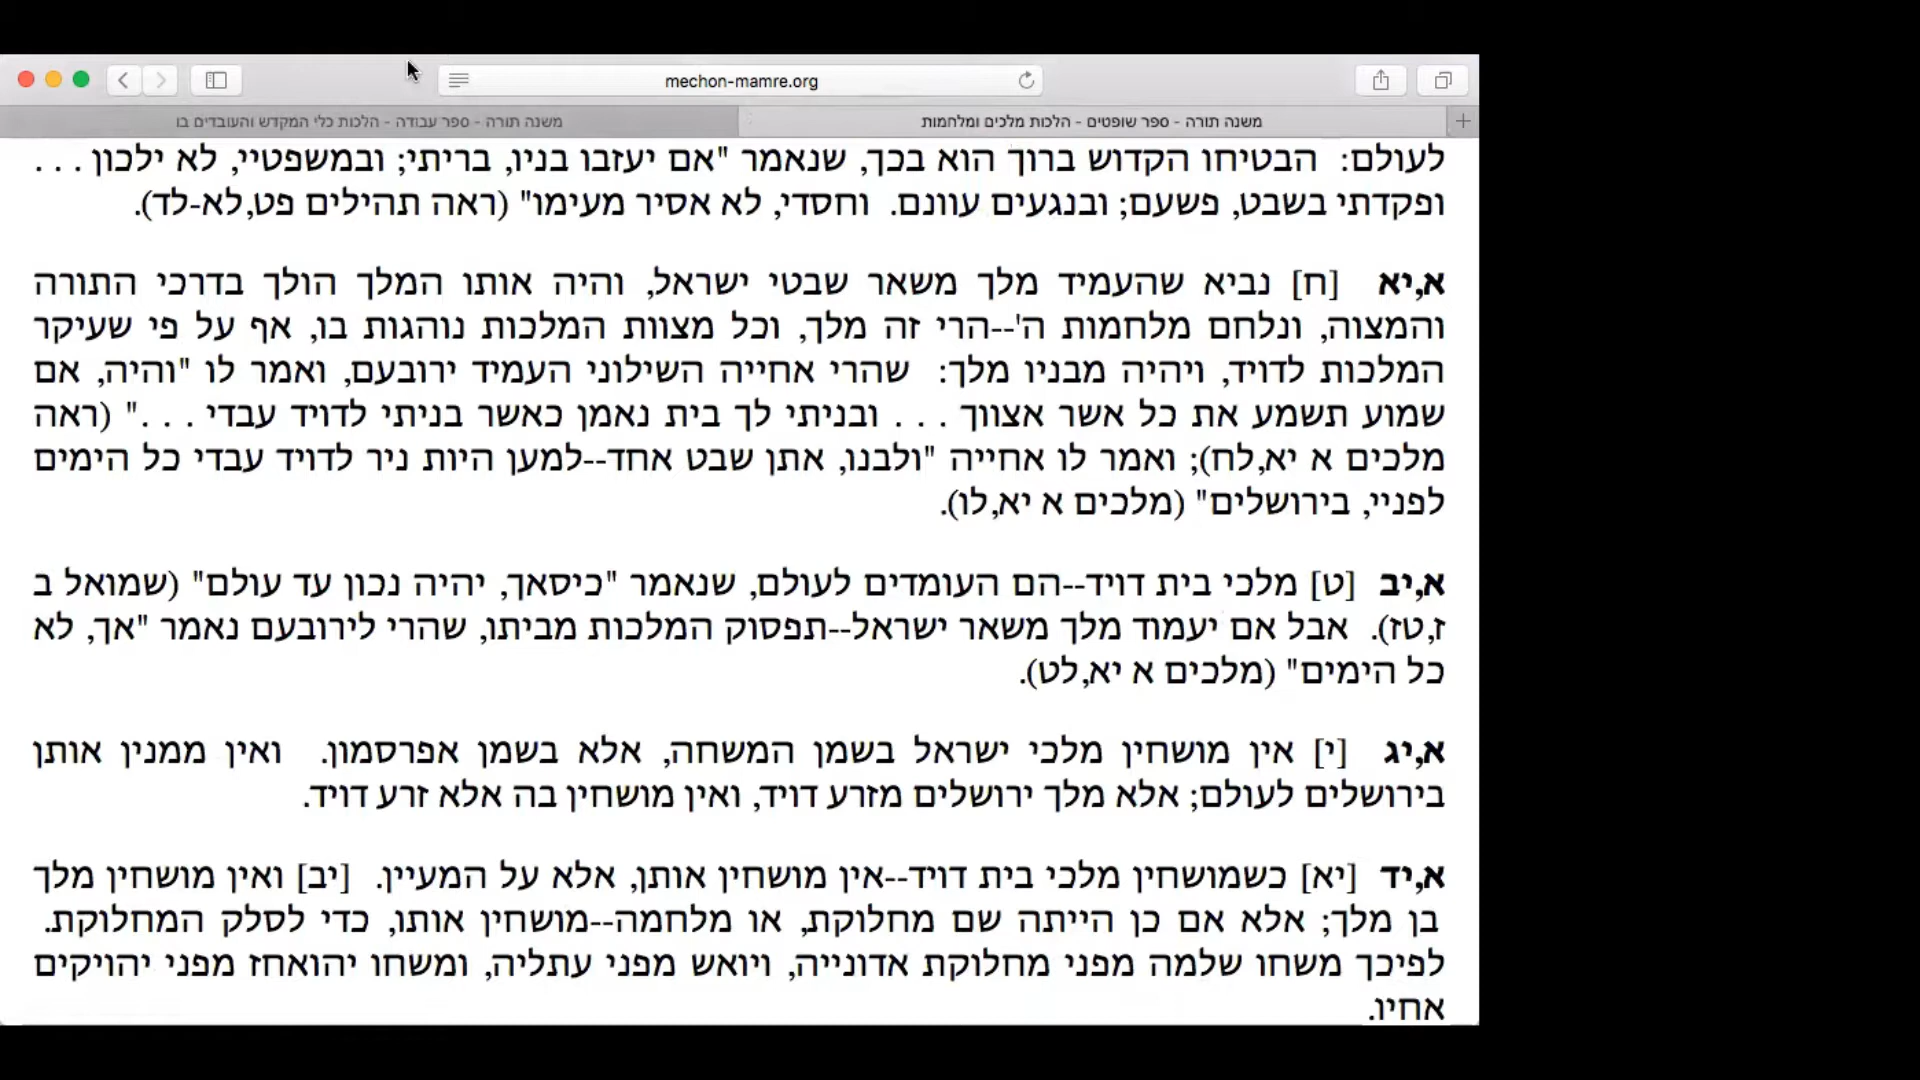 mechon-mamre.org
משנה תורה - ספר שופטים - הלכות מלכים ומלחמות
משנה תורה - ספר עבודה - הלכות כלי המקדש והעובדים בו
לעולם: הבטיחו הקדוש ברוך הוא בכך, שנאמר "אם יעזבו בניו, בריתי; ובמשפטיי, לא ילכון . . .
ופקדתי בשבט, פשעם; ובנגעים עוונם. וחסדי, לא אסיר מעימו" (ראה תהילים פט,לא-לד).
א,יא [ח] נביא שהעמיד מלך משאר שבטי ישראל, והיה אותו המלך הולך בדרכי התורה
והמצוה, ונלחם מלחמות ה'--הרי זה מלך, וכל מצוות המלכות נוהגות בו, אף על פי שעיקר
המלכות לדויד, ויהיה מבניו מלך: שהרי אחייה השילוני העמיד ירובעם, ואמר לו "והיה, אם
שמוע תשמע את כל אשר אצווך . . . ובניתי לך בית נאמן כאשר בניתי לדויד עבדי . . ." (ראה
מלכים א יא,לח); ואמר לו אחייה "ולבנו, אתן שבט אחד--למען היות ניר לדויד עבדי כל הימים
לפניי, בירושלים" (מלכים א יא,לו).
א,יב [ט] מלכי בית דויד--הם העומדים לעולם, שנאמר "כיסאך, יהיה נכון עד עולם" (שמואל ב
ז,טז). אבל אם יעמוד מלך משאר ישראל--תפסוק המלכות מביתו, שהרי לירובעם נאמר "אך, לא
כל הימים" (מלכים א יא,לט).
א,יג [י] אין מושחין מלכי ישראל בשמן המשחה, אלא בשמן אפרסמון. ואין ממנין אותן
בירושלים לעולם; אלא מלך ירושלים מזרע דויד, ואין מושחין בה אלא זרע דויד.
א,יד [יא] כשמושחין מלכי בית דויד--אין מושחין אותן, אלא על המעיין. [יב] ואין מושחין מלך
בן מלך; אלא אם כן הייתה שם מחלוקת, או מלחמה--מושחין אותו, כדי לסלק המחלוקת.
לפיכך משחו שלמה מפני מחלוקת אדונייה, ויואש מפני עתליה, ומשחו יהואחז מפני יהויקים
אחיו.